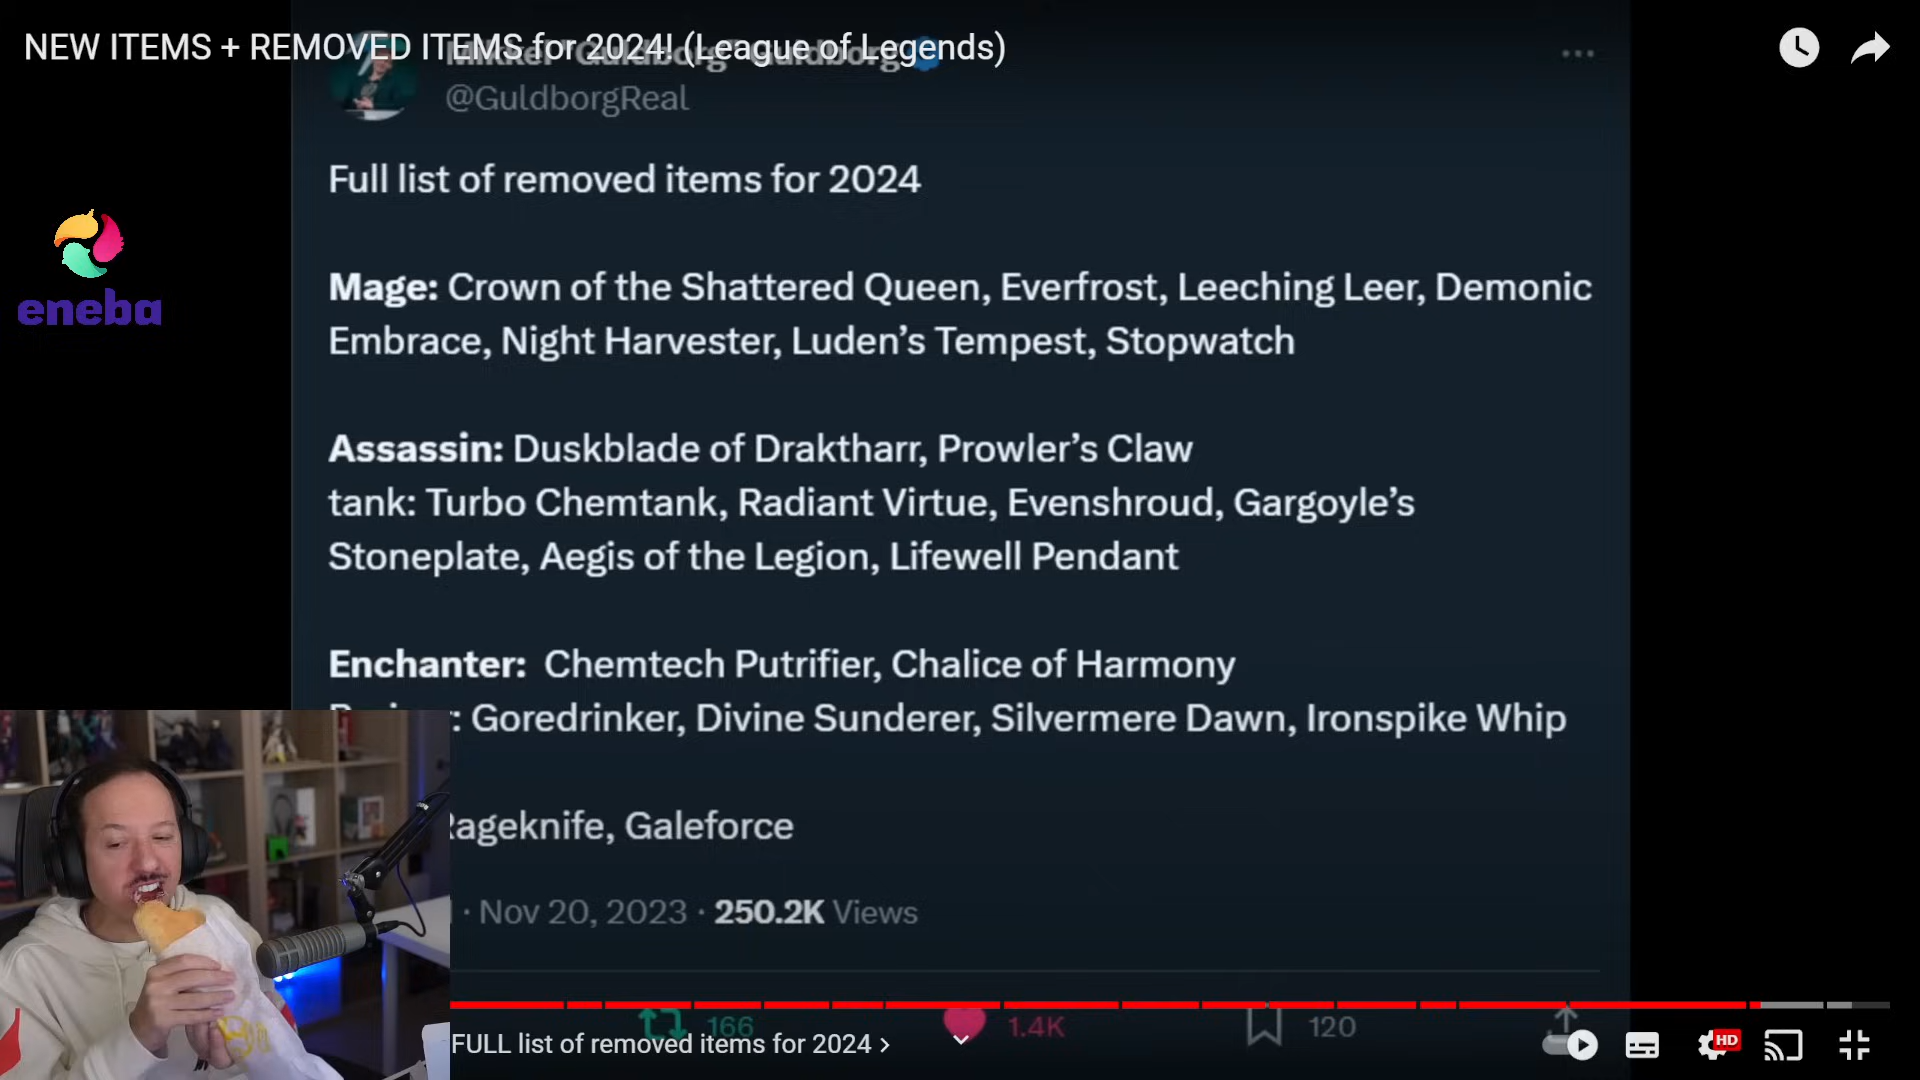 NEW ITEMS + REMOVED ITEMS for 2024! (League of Legends)
@GuldborgReal
Full list of removed items for 2024
eneba
Mage: Crown of the Shattered Queen, Everfrost, Leeching Leer, Demonic
Embrace, Night Harvester, Luden’s Tempest, Stopwatch
Assassin: Duskblade of Draktharr, Prowler’s Claw
tank: Turbo Chemtank, Radiant Virtue, Evenshroud, Gargoyle’s
Stoneplate, Aegis of the Legion, Lifewell Pendant
Enchanter: Chemtech Putrifier, Chalice of Harmony
: Goredrinker, Divine Sunderer, Silvermere Dawn, Ironspike Whip
Rageknife, Galeforce
· Nov 20, 2023 · 250.2K Views
166 1.4K 120
FULL list of removed items for 2024 ›
HD